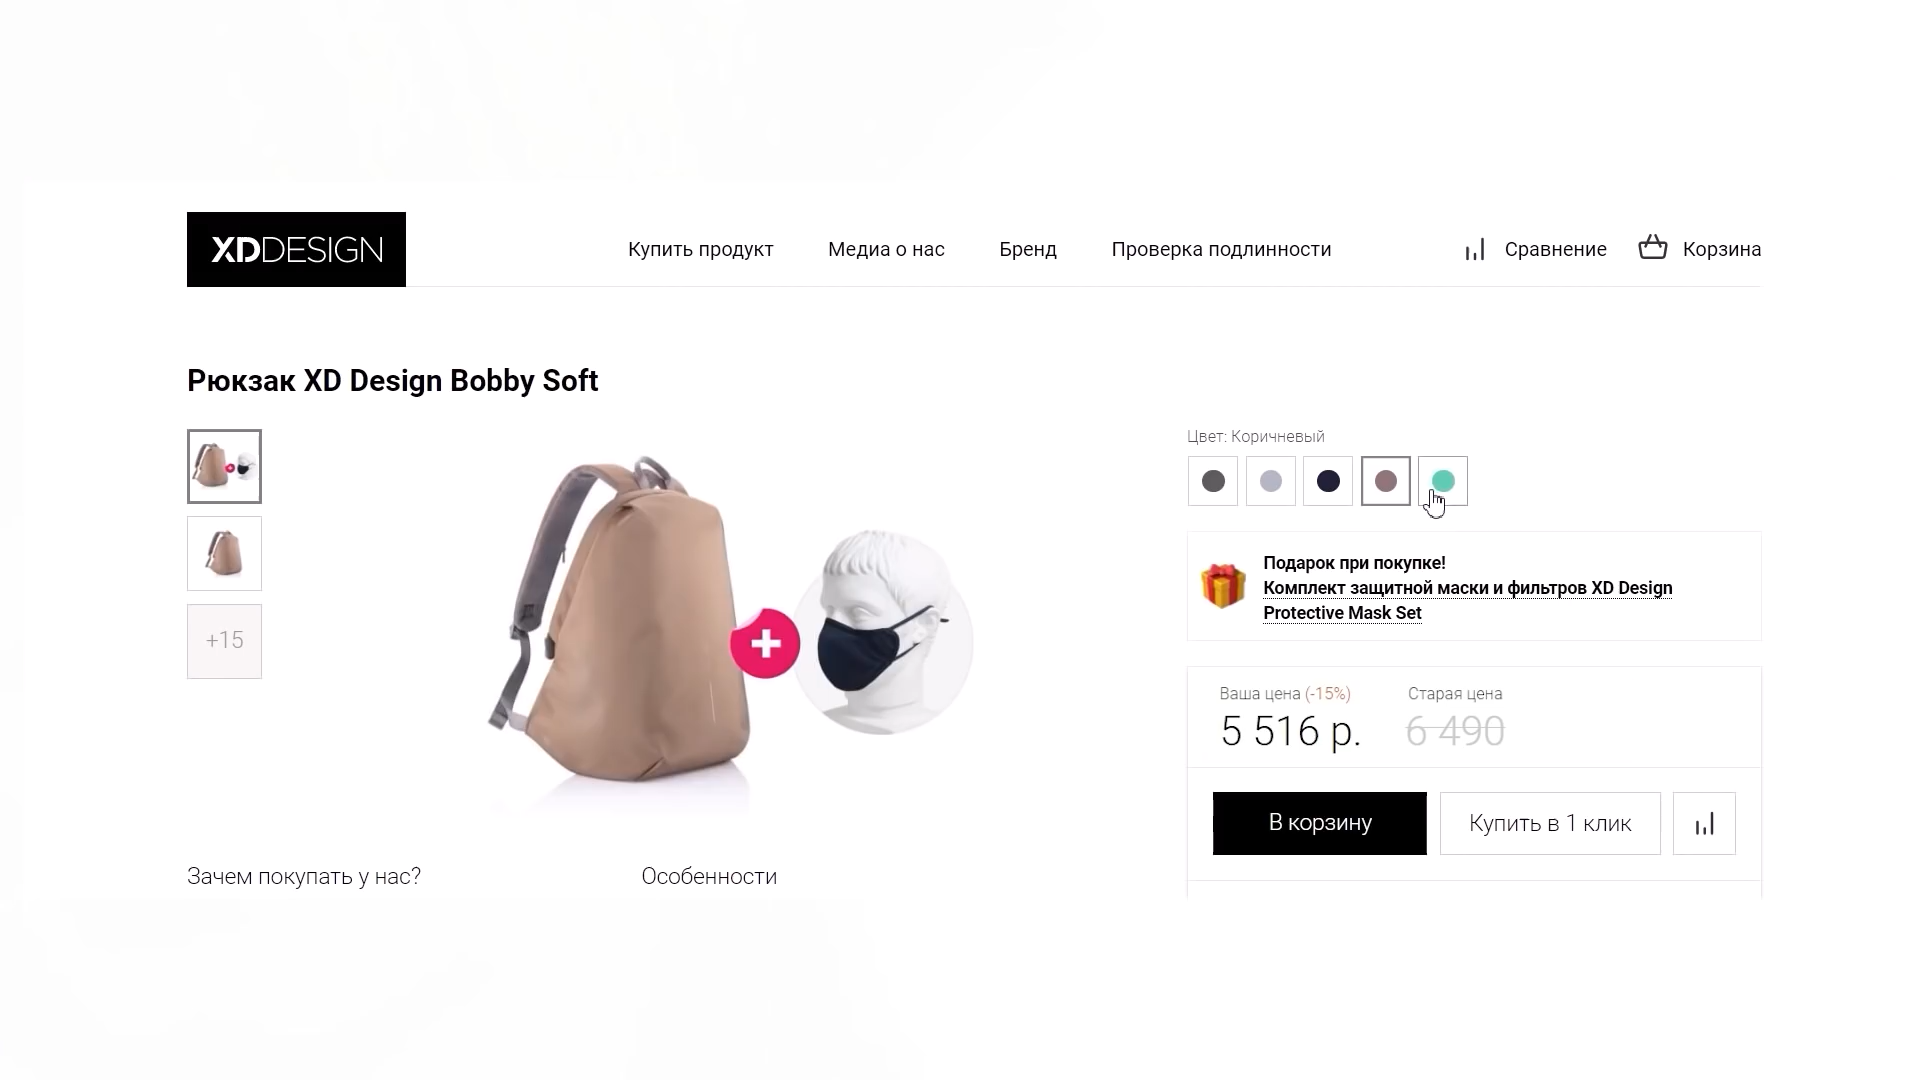 XDDESIGN
Купить продукт
Медиа о нас
Бренд
Проверка подлинности
Сравнение
Корзина
Рюкзак XD Design Bobby Soft
Цвет: Коричневый
+15
Подарок при покупке!
Комплект защитной маски и фильтров XD Design
Protective Mask Set
Ваша цена (-15%)
Старая цена
5 516 р.
6 490
В корзину
Купить в 1 клик
Зачем покупать у нас?
Особенности